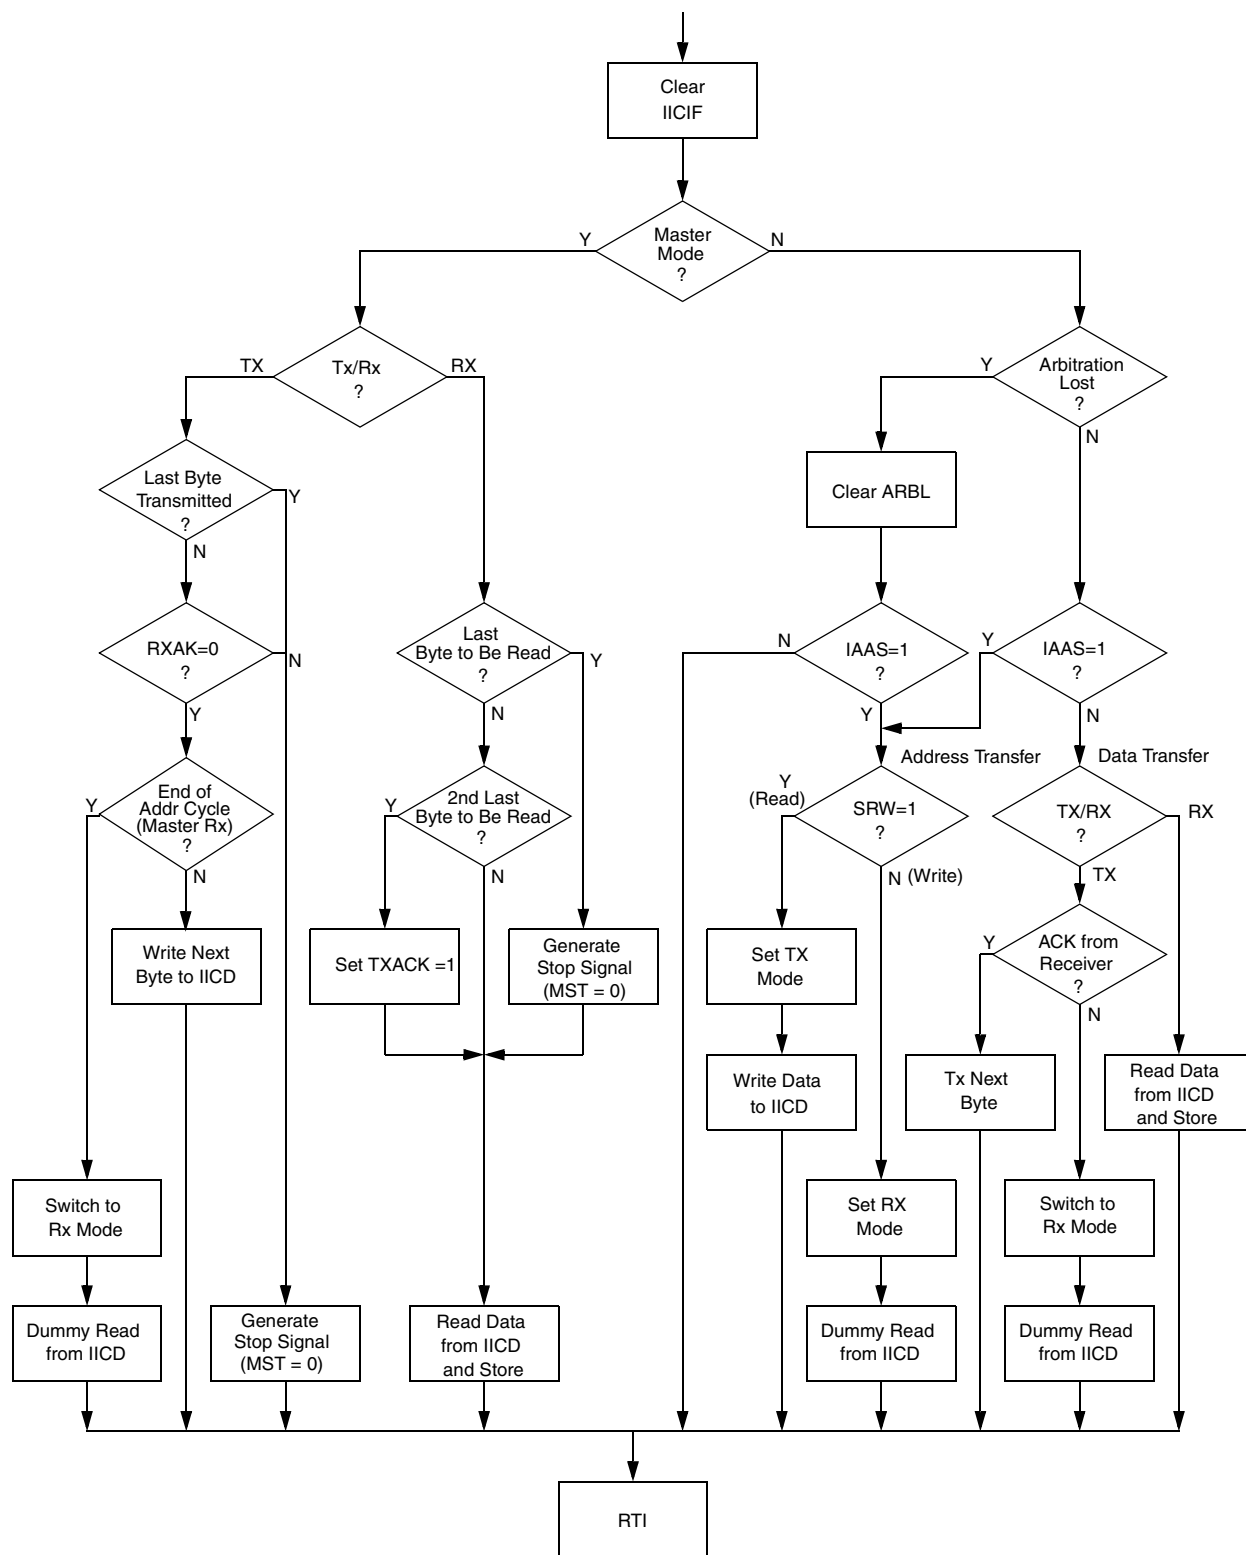 Clear
IICIF
Master
Mode
?
Y
N
Tx/Rx
?
TX
RX
Arbitration
Lost
?
Y
N
Last Byte
Transmitted
?
Y
N
Clear ARBL
RXAK=0
?
N
Y
Last
Byte to Be Read
?
Y
N
IAAS=1
?
N
Y
IAAS=1
?
Y
N
Address Transfer
Data Transfer
End of
Addr Cycle
(Master Rx)
?
Y
N
2nd Last
Byte to Be Read
?
Y
N
Y
(Read)
SRW=1
?
N (Write)
TX/RX
?
RX
TX
Write Next
Byte to IICD
Set TXACK =1
Generate
Stop Signal
(MST = 0)
Set TX
Mode
ACK from
Receiver
?
Y
N
Write Data
to IICD
Tx Next
Byte
Read Data
from IICD
and Store
Switch to
Rx Mode
Set RX
Mode
Switch to
Rx Mode
Dummy Read
from IICD
Generate
Stop Signal
(MST = 0)
Read Data
from IICD
and Store
Dummy Read
from IICD
Dummy Read
from IICD
RTI